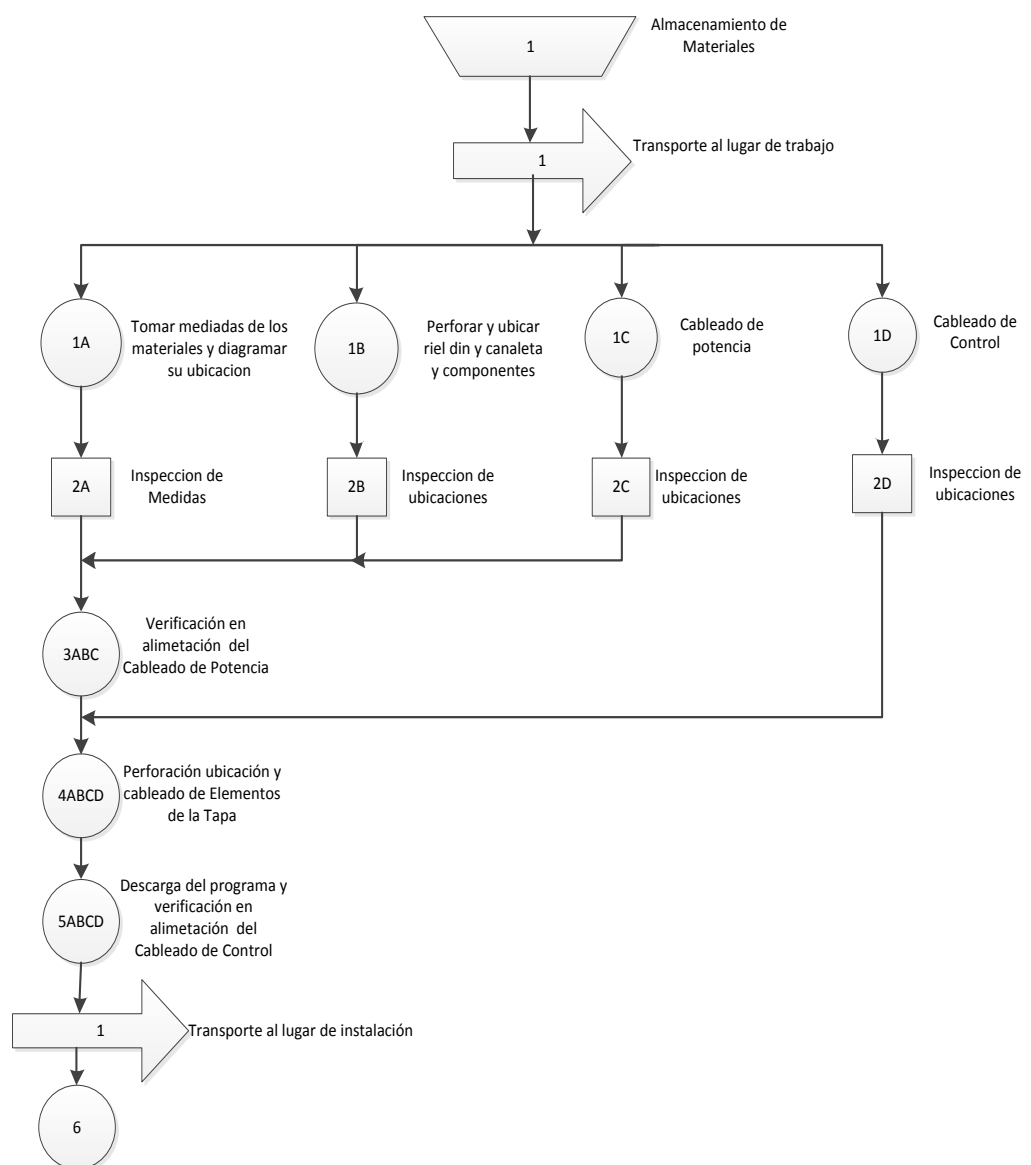 Almacenamiento de
Materiales
1
Transporte al lugar de trabajo
1
1A
Tomar mediadas de los
materiales y diagramar
su ubicacion
1B
Perforar y ubicar
riel din y canaleta
y componentes
1C
Cableado de
potencia
1D
Cableado de
Control
2A
Inspeccion de
Medidas
2B
Inspeccion de
ubicaciones
2C
Inspeccion de
ubicaciones
2D
Inspeccion de
ubicaciones
3ABC
Verificación en
alimetación del
Cableado de Potencia
4ABCD
Perforación ubicación y
cableado de Elementos
de la Tapa
5ABCD
Descarga del programa y
verificación en
alimetación del
Cableado de Control
1
Transporte al lugar de instalación
6